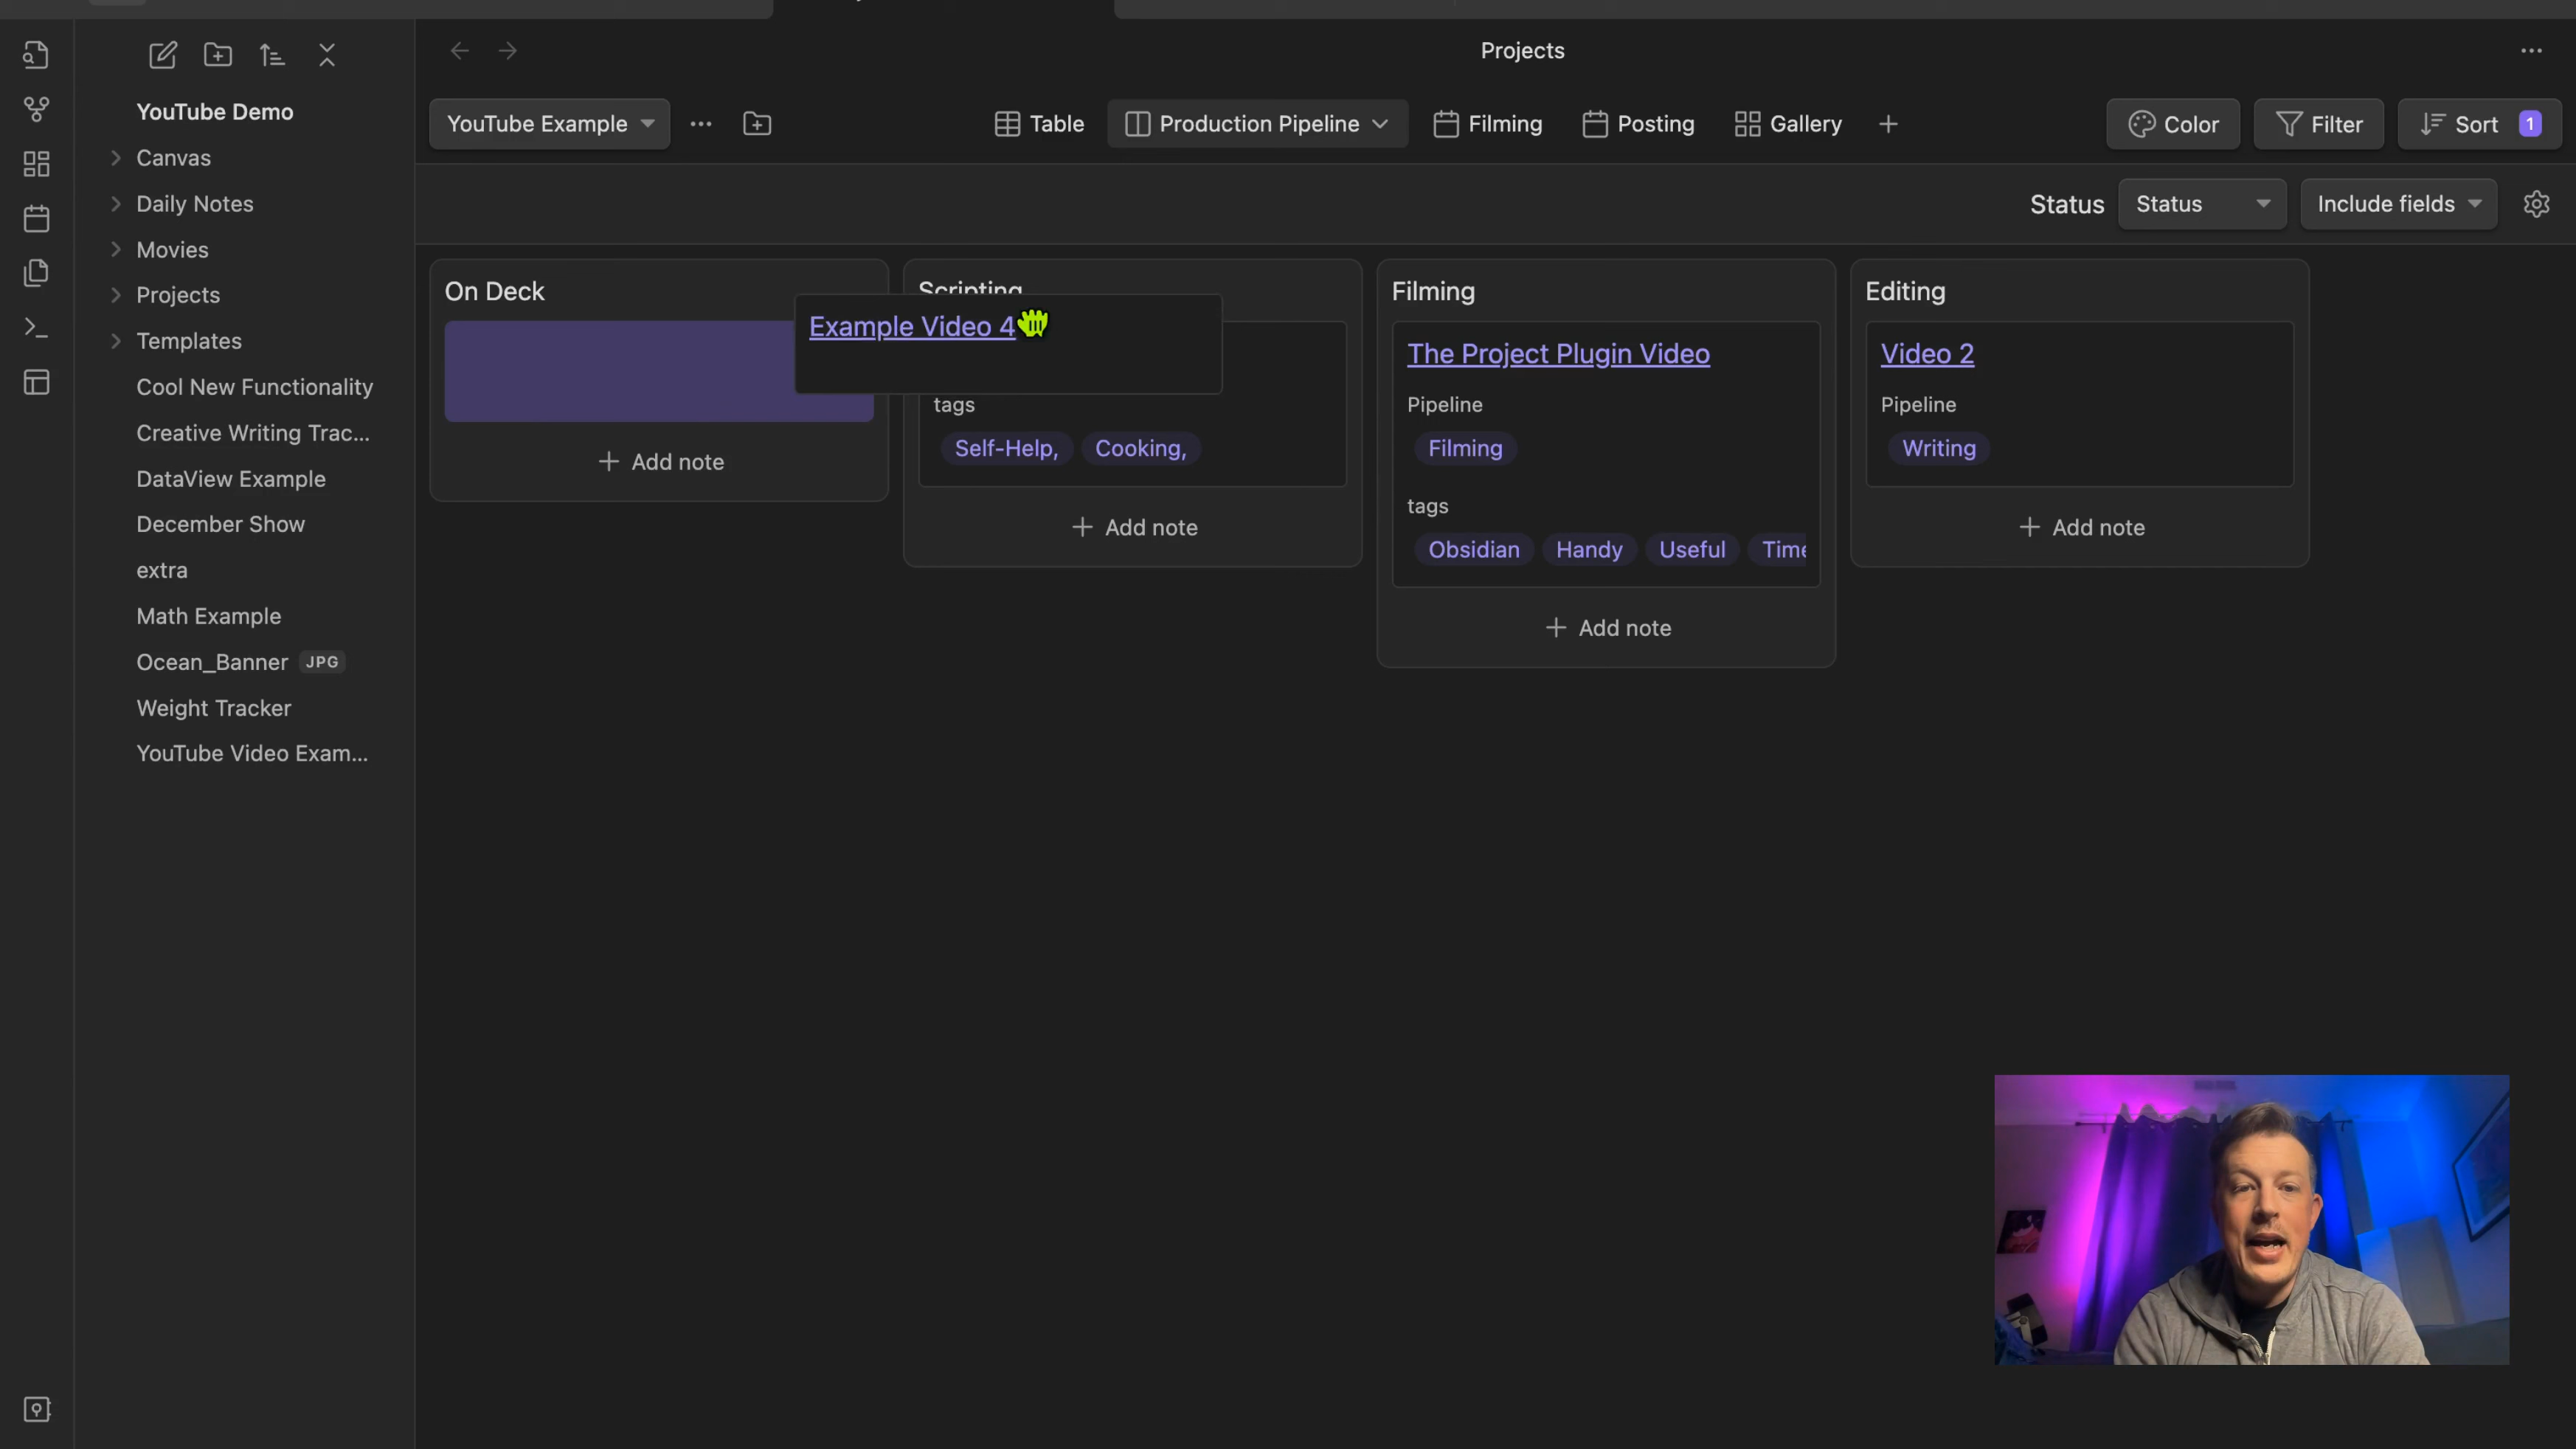 Projects
YouTube Demo
Canvas
Daily Notes
Movies
Projects
Templates
Cool New Functionality
Creative Writing Trac...
DataView Example
December Show
extra
Math Example
Ocean_Banner JPG
Weight Tracker
YouTube Video Exam...
YouTube Example Table Production Pipeline Filming Posting Gallery Color Filter Sort 1
Status Status Include fields
On Deck
Add note
Scripting
Example Video 4
tags
Self-Help, Cooking,
Add note
Filming
The Project Plugin Video
Pipeline
Filming
tags
Obsidian Handy Useful Time
Add note
Editing
Video 2
Pipeline
Writing
Add note